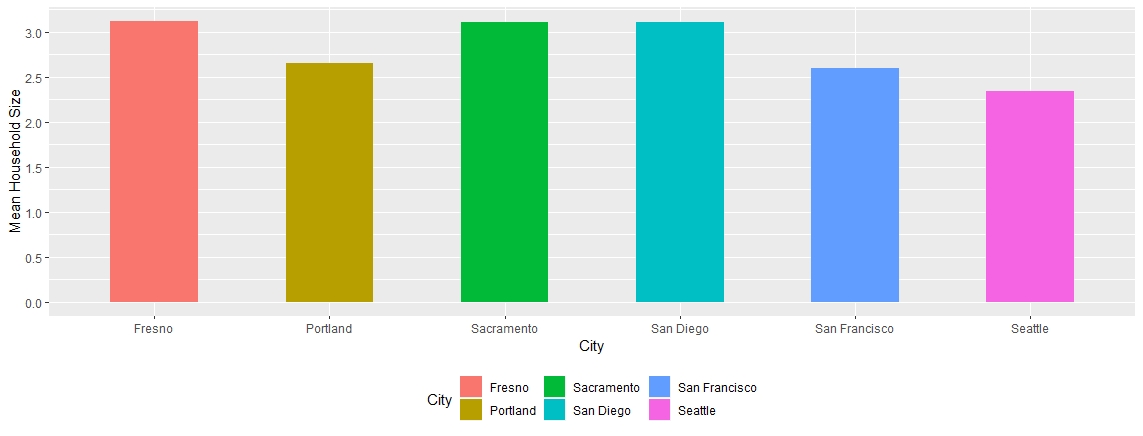 Mean Household Size
3.0
2.5
2.0
1.5
1.0
0.5
0.0
Fresno Portland Sacramento San Diego San Francisco Seattle
City
City
Fresno Sacramento San Francisco
Portland San Diego Seattle